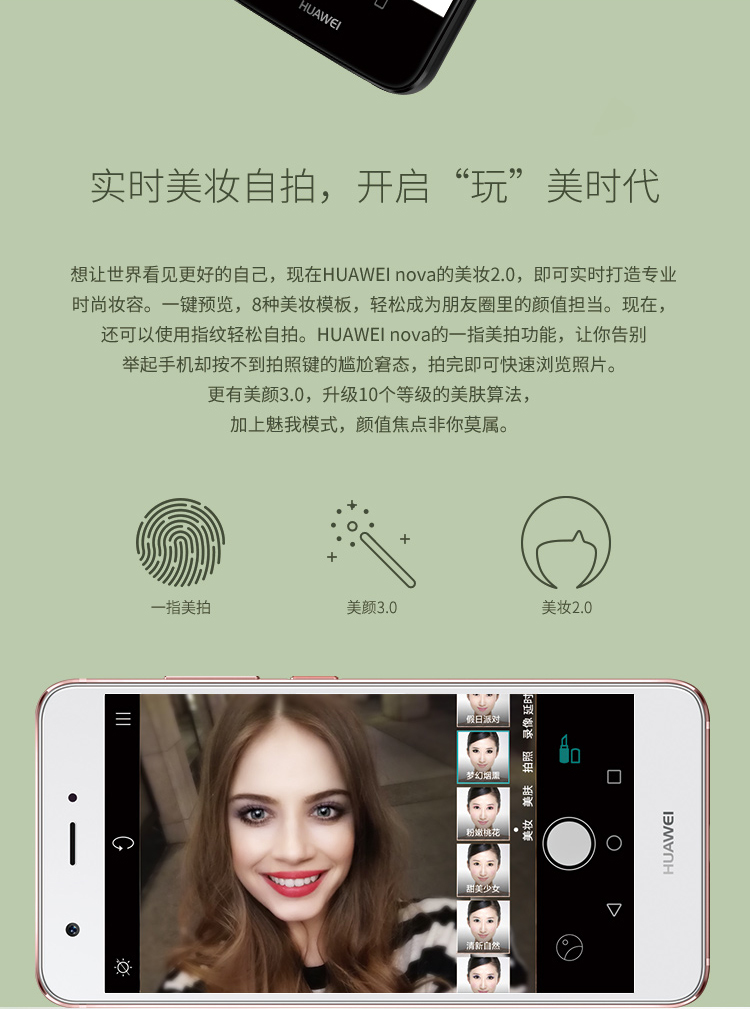 HUAWEI
实时美妆自拍，开启“玩”美时代
想让世界看见更好的自己，现在HUAWEI nova的美妆2.0，即可实时打造专业
时尚妆容。一键预览，8种美妆模板，轻松成为朋友圈里的颜值担当。现在，
还可以使用指纹轻松自拍。HUAWEI nova的一指美拍功能，让你告别
举起手机却按不到拍照键的尴尬窘态，拍完即可快速浏览照片。
更有美颜3.0，升级10个等级的美肤算法，
加上魅我模式，颜值焦点非你莫属。
一指美拍
美颜3.0
美妆2.0
假日派对
梦幻烟熏
粉嫩桃花
甜美少女
清新自然
延时
录像
拍照
美肤
美妆
HUAWEI